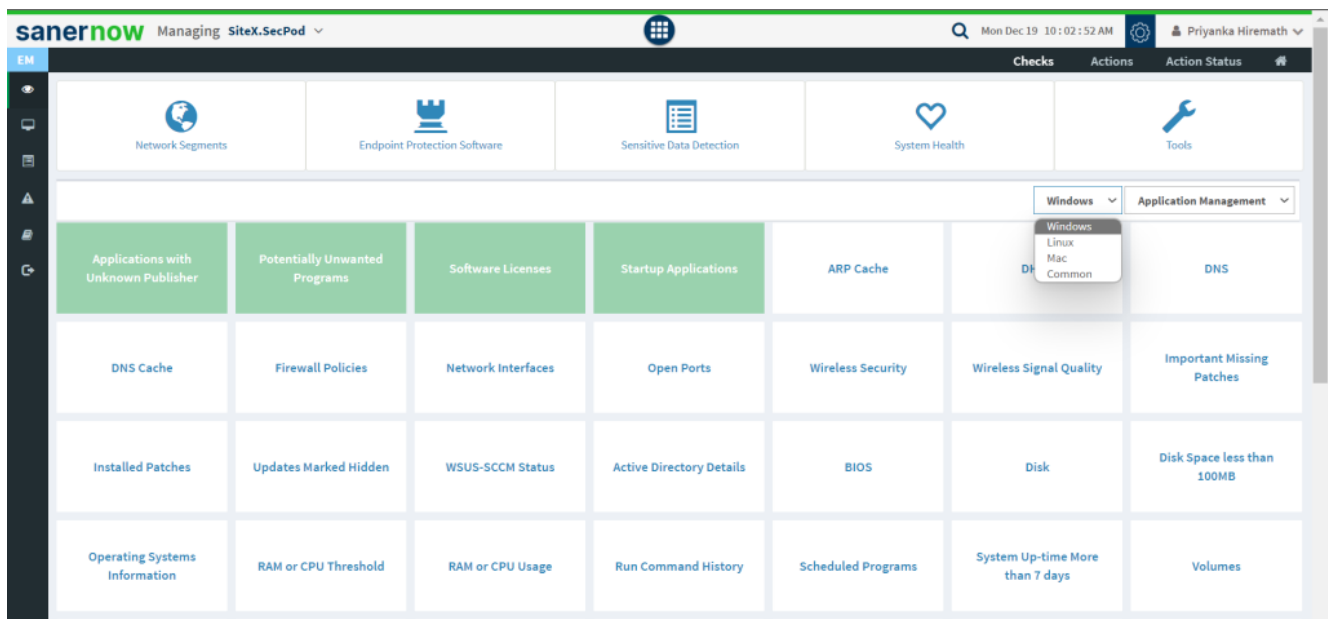 sanernow Managing SiteX.SecPod Mon Dec 19 10:02:52 AM Priyanka Hiremath
EM Checks Actions Action Status
Network Segments Endpoint Protection Software Sensitive Data Detection System Health Tools
Windows Application Management
Windows
Linux
Mac
Common
Applications with
Unknown Publisher
Potentially Unwanted
Programs
Software Licenses
Startup Applications
ARP Cache
DNS
DNS Cache
Firewall Policies
Network Interfaces
Open Ports
Wireless Security
Wireless Signal Quality
Important Missing
Patches
Installed Patches
Updates Marked Hidden
WSUS-SCCM Status
Active Directory Details
BIOS
Disk
Disk Space less than
100MB
Operating Systems
Information
RAM or CPU Threshold
RAM or CPU Usage
Run Command History
Scheduled Programs
System Up-time More
than 7 days
Volumes